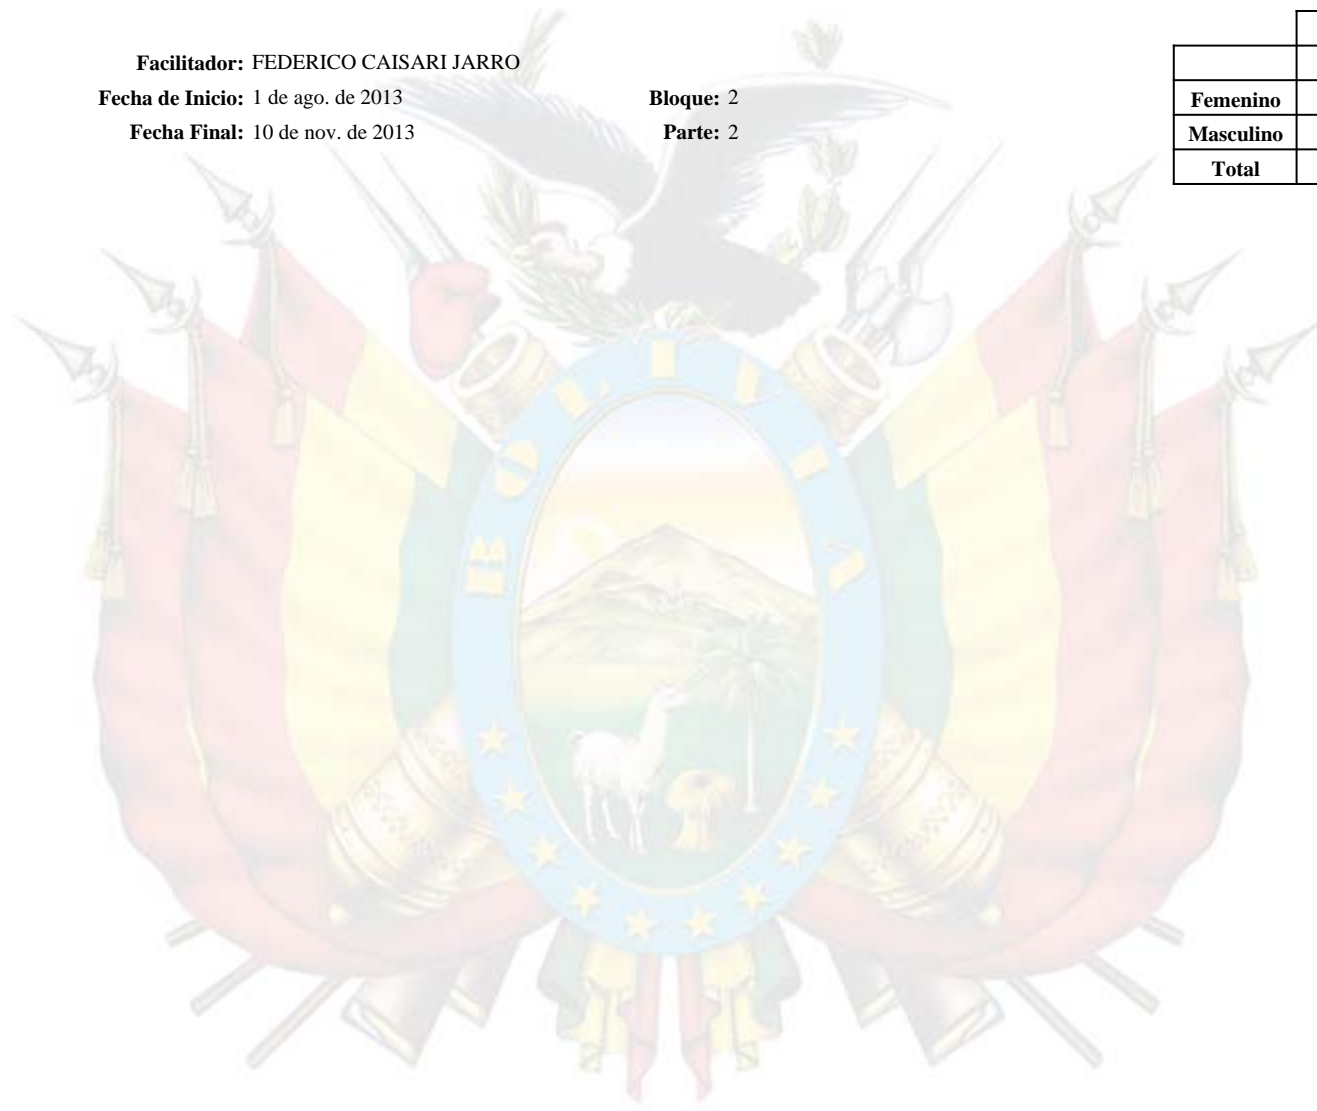 Facilitador: FEDERICO CAISARI JARRO
Fecha de Inicio: 1 de ago. de 2013 Bloque: 2
Fecha Final: 10 de nov. de 2013 Parte: 2
Femenino
Masculino
Total
BOLIVIA